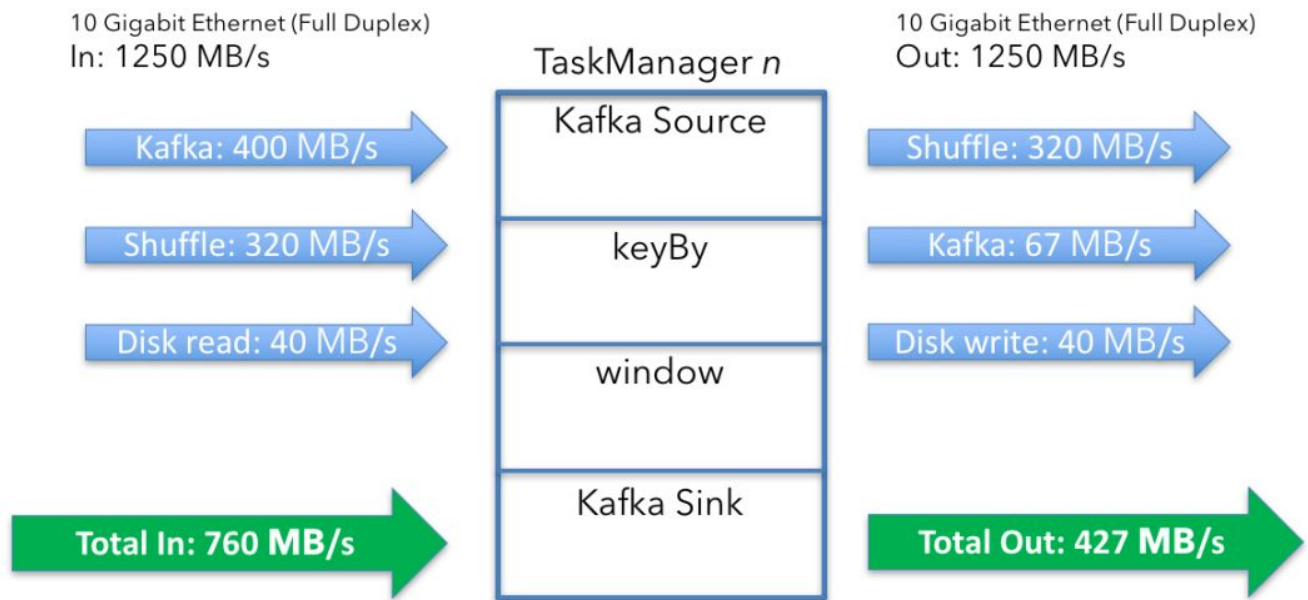 10 Gigabit Ethernet (Full Duplex)
In: 1250 MB/s
Kafka: 400 MB/s
Shuffle: 320 MB/s
Disk read: 40 MB/s
Total In: 760 MB/s
TaskManager n
Kafka Source
keyBy
window
Kafka Sink
10 Gigabit Ethernet (Full Duplex)
Out: 1250 MB/s
Shuffle: 320 MB/s
Kafka: 67 MB/s
Disk write: 40 MB/s
Total Out: 427 MB/s